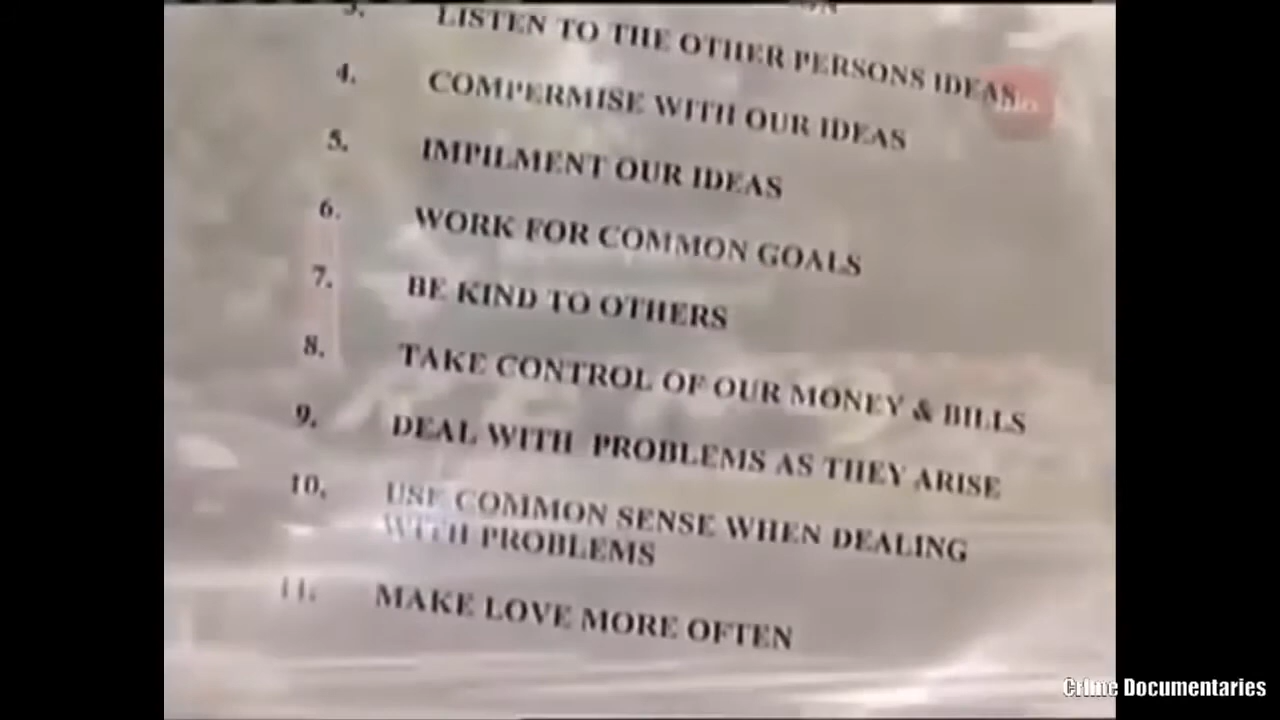 3. LISTEN TO THE OTHER PERSONS IDEAS
4. COMPERMISE WITH OUR IDEAS
5. IMPILMENT OUR IDEAS
6. WORK FOR COMMON GOALS
7. BE KIND TO OTHERS
8. TAKE CONTROL OF OUR MONEY & BILLS
9. DEAL WITH PROBLEMS AS THEY ARISE
10. USE COMMON SENSE WHEN DEALING
WITH PROBLEMS
11. MAKE LOVE MORE OFTEN
Crime Documentaries